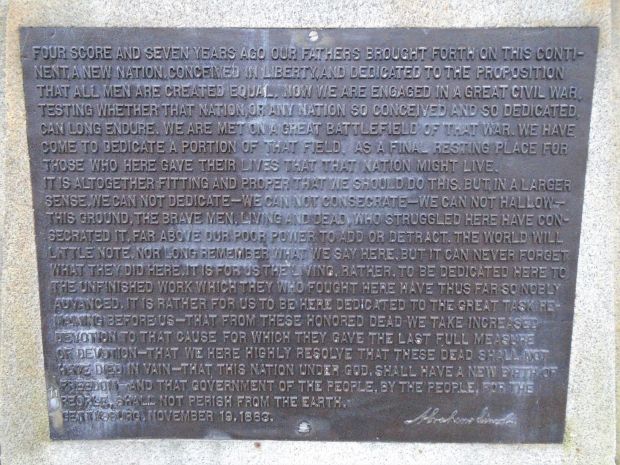 FOUR SCORE AND SEVEN YEARS AGO OUR FATHERS BROUGHT FORTH ON THIS CONTI-
NENT, A NEW NATION, CONCEIVED IN LIBERTY, AND DEDICATED TO THE PROPOSITION
THAT ALL MEN ARE CREATED EQUAL. NOW WE ARE ENGAGED IN A GREAT CIVIL WAR,
TESTING WHETHER THAT NATION OR ANY NATION SO CONCEIVED AND SO DEDICATED,
CAN LONG ENDURE. WE ARE MET ON A GREAT BATTLEFIELD OF THAT WAR. WE HAVE
COME TO DEDICATE A PORTION OF THAT FIELD. AS A FINAL RESTING PLACE FOR
THOSE WHO HERE GAVE THEIR LIVES THAT THAT NATION MIGHT LIVE.
IT IS ALTOGETHER FITTING AND PROPER THAT WE SHOULD DO THIS. BUT, IN A LARGER
SENSE, WE CAN NOT DEDICATE—WE CAN NOT CONSECRATE—WE CAN NOT HALLOW—
THIS GROUND, THE BRAVE MEN, LIVING AND DEAD, WHO STRUGGLED HERE HAVE CON-
SECRATED IT, FAR ABOVE OUR POOR POWER TO ADD OR DETRACT. THE WORLD WILL
LITTLE NOTE, NOR LONG REMEMBER WHAT WE SAY HERE, BUT IT CAN NEVER FORGET
WHAT THEY DID HERE. IT IS FOR US THE LIVING, RATHER, TO BE DEDICATED HERE TO
THE UNFINISHED WORK WHICH THEY WHO FOUGHT HERE HAVE THUS FAR SO NOBLY
ADVANCED. IT IS RATHER FOR US TO BE HERE DEDICATED TO THE GREAT TASK RE-
MAINING BEFORE US—THAT FROM THESE HONORED DEAD WE TAKE INCREASED
DEVOTION TO THAT CAUSE FOR WHICH THEY GAVE THE LAST FULL MEASURE
OF DEVOTION—THAT WE HERE HIGHLY RESOLVE THAT THESE DEAD SHALL NOT
HAVE DIED IN VAIN—THAT THIS NATION UNDER GOD, SHALL HAVE A NEW BIRTH OF
FREEDOM—AND THAT GOVERNMENT OF THE PEOPLE, BY THE PEOPLE, FOR THE
PEOPLE, SHALL NOT PERISH FROM THE EARTH.
GETTYSBURG, NOVEMBER 19, 1863. Abraham Lincoln